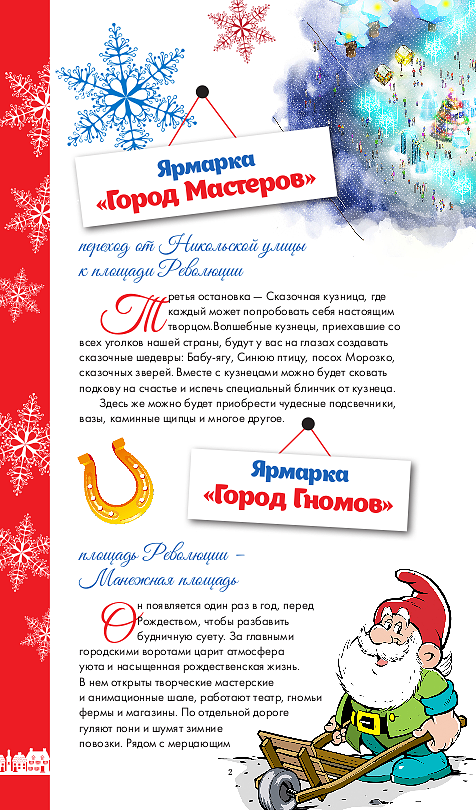 Ярмарка
«Город Мастеров»
переход от Никольской улицы
к площади Революции
Третья остановка — Сказочная кузница, где
каждый может попробовать себя настоящим
творцом.Волшебные кузнецы, приехавшие со
всех уголков нашей страны, будут у вас на глазах создавать
сказочные шедевры: Бабу-ягу, Синюю птицу, посох Морозко,
сказочных зверей. Вместе с кузнецами можно будет сковать
подкову на счастье и испечь специальный блинчик от кузнеца.
Здесь же можно будет приобрести чудесные подсвечники,
вазы, каминные щипцы и многое другое.
Ярмарка
«Город Гномов»
площадь Революции –
Манежная площадь
Он появляется один раз в год, перед
Рождеством, чтобы разбавить
будничную суету. За главными
городскими воротами царит атмосфера
уюта и насыщенная рождественская жизнь.
В нем открыты творческие мастерские
и анимационные шале, работают театр, гномьи
фермы и магазины. По отдельной дороге
гуляют пони и шумят зимние
повозки. Рядом с мерцающим
2